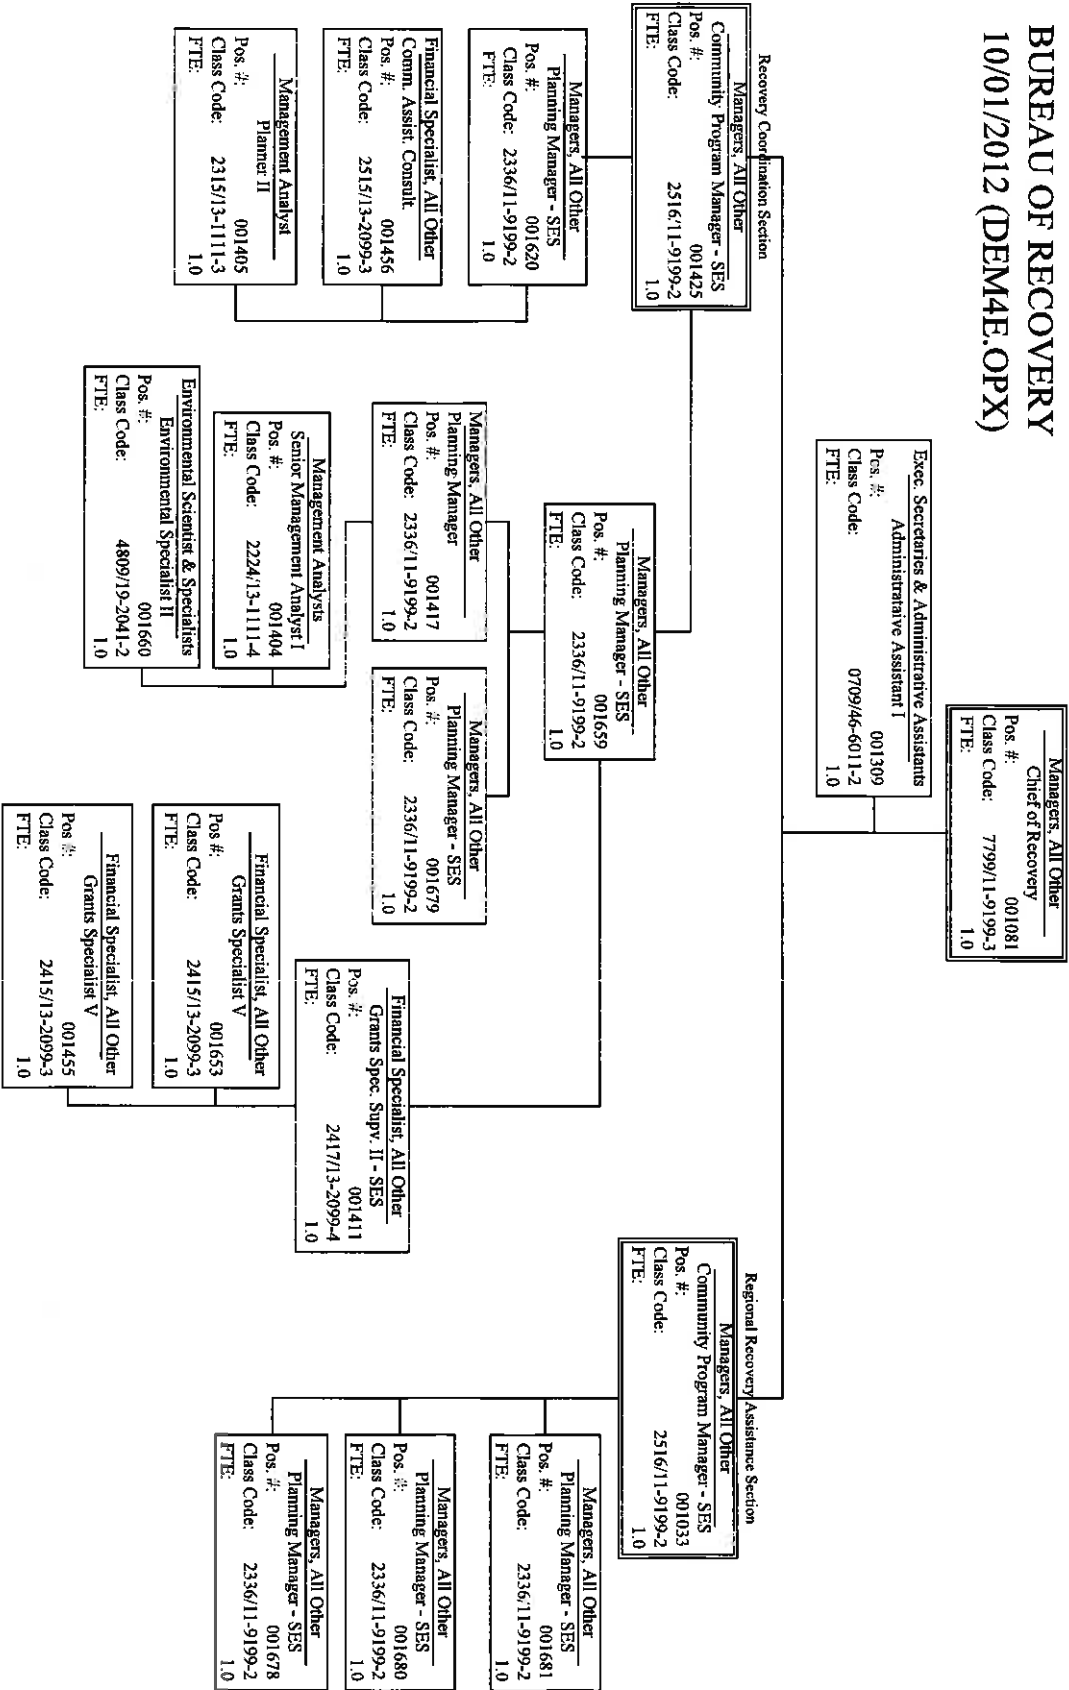 BUREAU OF RECOVERY
10/01/2012 (DEM4E.OPX)
Managers, All Other
Chief of Recovery
Pos. #: 001081
Class Code: 7799/11-9199-3
FTE: 1.0
Exec. Secretaries & Administrative Assistants
Administratative Assistant I
Pos. #: 001309
Class Code: 0709/46-6011-2
FTE: 1.0
Recovery Coordination Section
Managers, All Other
Community Program Manager - SES
Pos. #: 001425
Class Code: 2516/11-9199-2
FTE: 1.0
Managers, All Other
Planning Manager - SES
Pos. #: 001620
Class Code: 2336/11-9199-2
FTE: 1.0
Financial Specialist, All Other
Comm. Assist. Consult
Pos. #: 001456
Class Code: 2515/13-2099-3
FTE: 1.0
Management Analyst
Planner II
Pos. #: 001405
Class Code: 2315/13-1111-3
FTE: 1.0
Managers, All Other
Planning Manager - SES
Pos. #: 001659
Class Code: 2336/11-9199-2
FTE: 1.0
Managers, All Other
Planning Manager
Pos. #: 001417
Class Code: 2336/11-9199-2
FTE: 1.0
Management Analysts
Senior Management Analyst I
Pos. #: 001404
Class Code: 2224/13-1111-4
FTE: 1.0
Environmental Scientist & Specialists
Environmental Specialist II
Pos. #: 001660
Class Code: 4809/19-2041-2
FTE: 1.0
Managers, All Other
Planning Manager - SES
Pos. #: 001679
Class Code: 2336/11-9199-2
FTE: 1.0
Financial Specialist, All Other
Grants Spec. Supv. II - SES
Pos. #: 001411
Class Code: 2417/13-2099-4
FTE: 1.0
Financial Specialist, All Other
Grants Specialist V
Pos #: 001653
Class Code: 2415/13-2099-3
FTE: 1.0
Financial Specialist, All Other
Grants Specialist V
Pos #: 001455
Class Code: 2415/13-2099-3
FTE: 1.0
Regional Recovery Assistance Section
Managers, All Other
Community Program Manager - SES
Pos. #: 001033
Class Code: 2516/11-9199-2
FTE: 1.0
Managers, All Other
Planning Manager - SES
Pos. #: 001681
Class Code: 2336/11-9199-2
FTE: 1.0
Managers, All Other
Planning Manager - SES
Pos. #: 001680
Class Code: 2336/11-9199-2
FTE: 1.0
Managers, All Other
Planning Manager - SES
Pos. #: 001678
Class Code: 2336/11-9199-2
FTE: 1.0